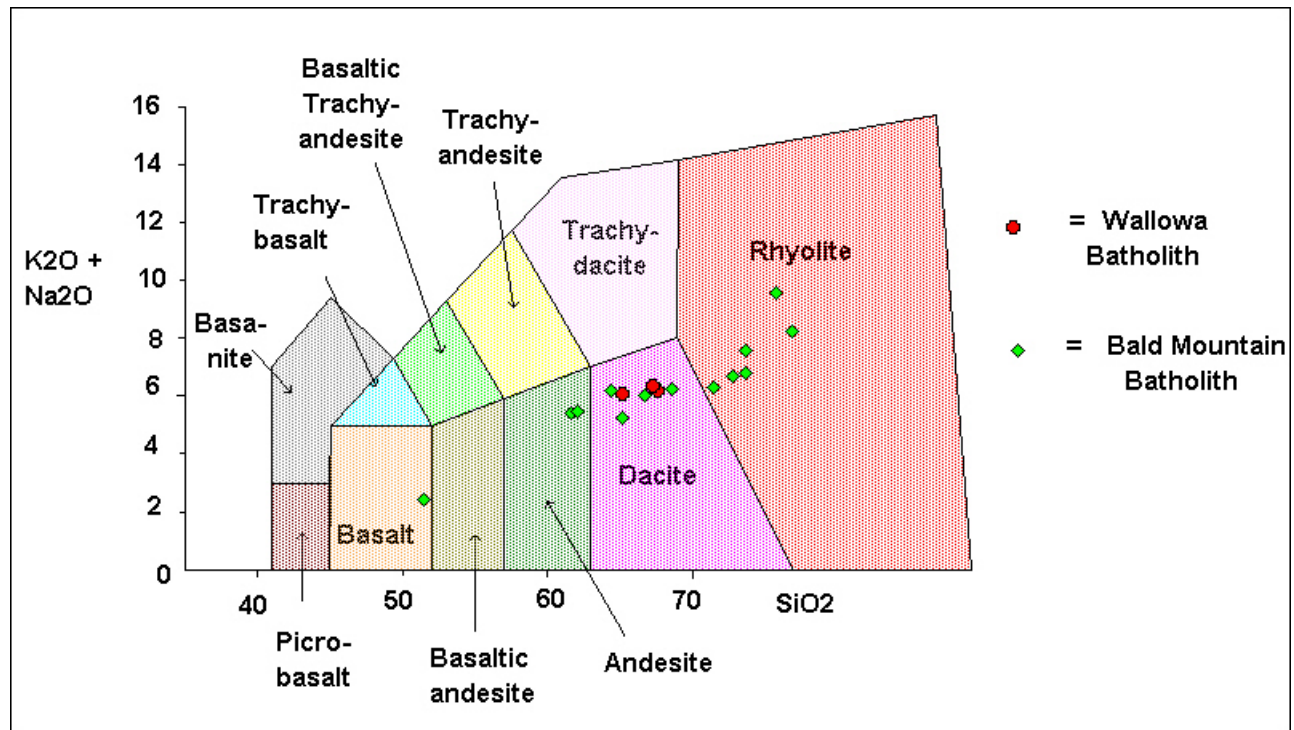 Basaltic
Trachy-
andesite
Trachy-
andesite
Trachy-
basalt
Basa-
nite
Trachy-
dacite
Rhyolite
Dacite
Basalt
Picro-
basalt
Basaltic
andesite
Andesite
K2O +
Na2O
16
14
12
10
8
6
4
2
0
40
50
60
70
SiO2
= Wallowa
Batholith
= Bald Mountain
Batholith